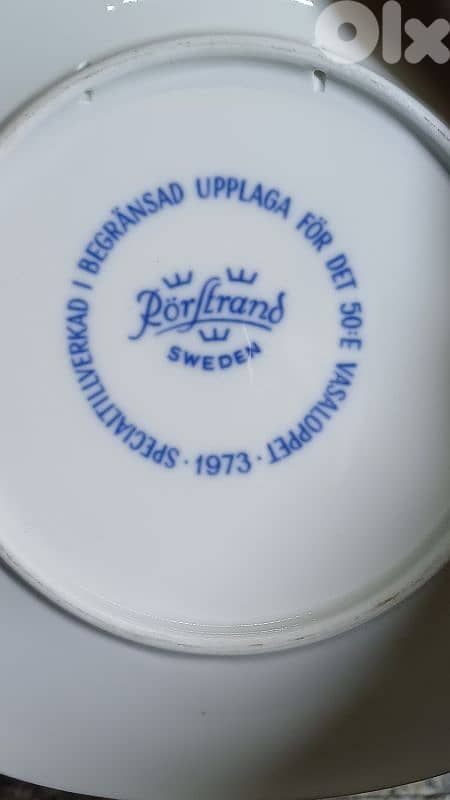 olx
SPECIALTILLVERKAD I BEGRÄNSAD UPPLAGA FÖR DET 50:E VASALOPPET · 1973 ·
Rörstrand
SWEDEN